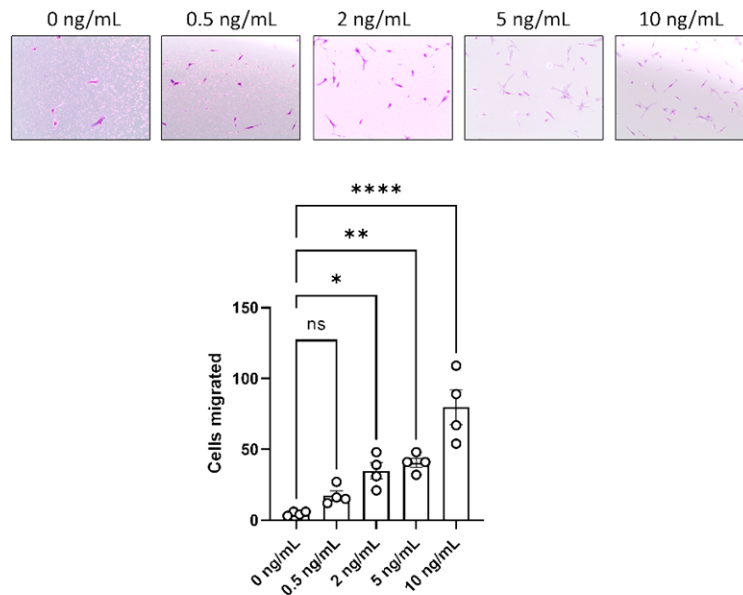 0 ng/mL 0.5 ng/mL 2 ng/mL 5 ng/mL 10 ng/mL
****
**
*
ns
150
100
50
0
Cells migrated
0 ng/mL
0.5 ng/mL
2 ng/mL
5 ng/mL
10 ng/mL